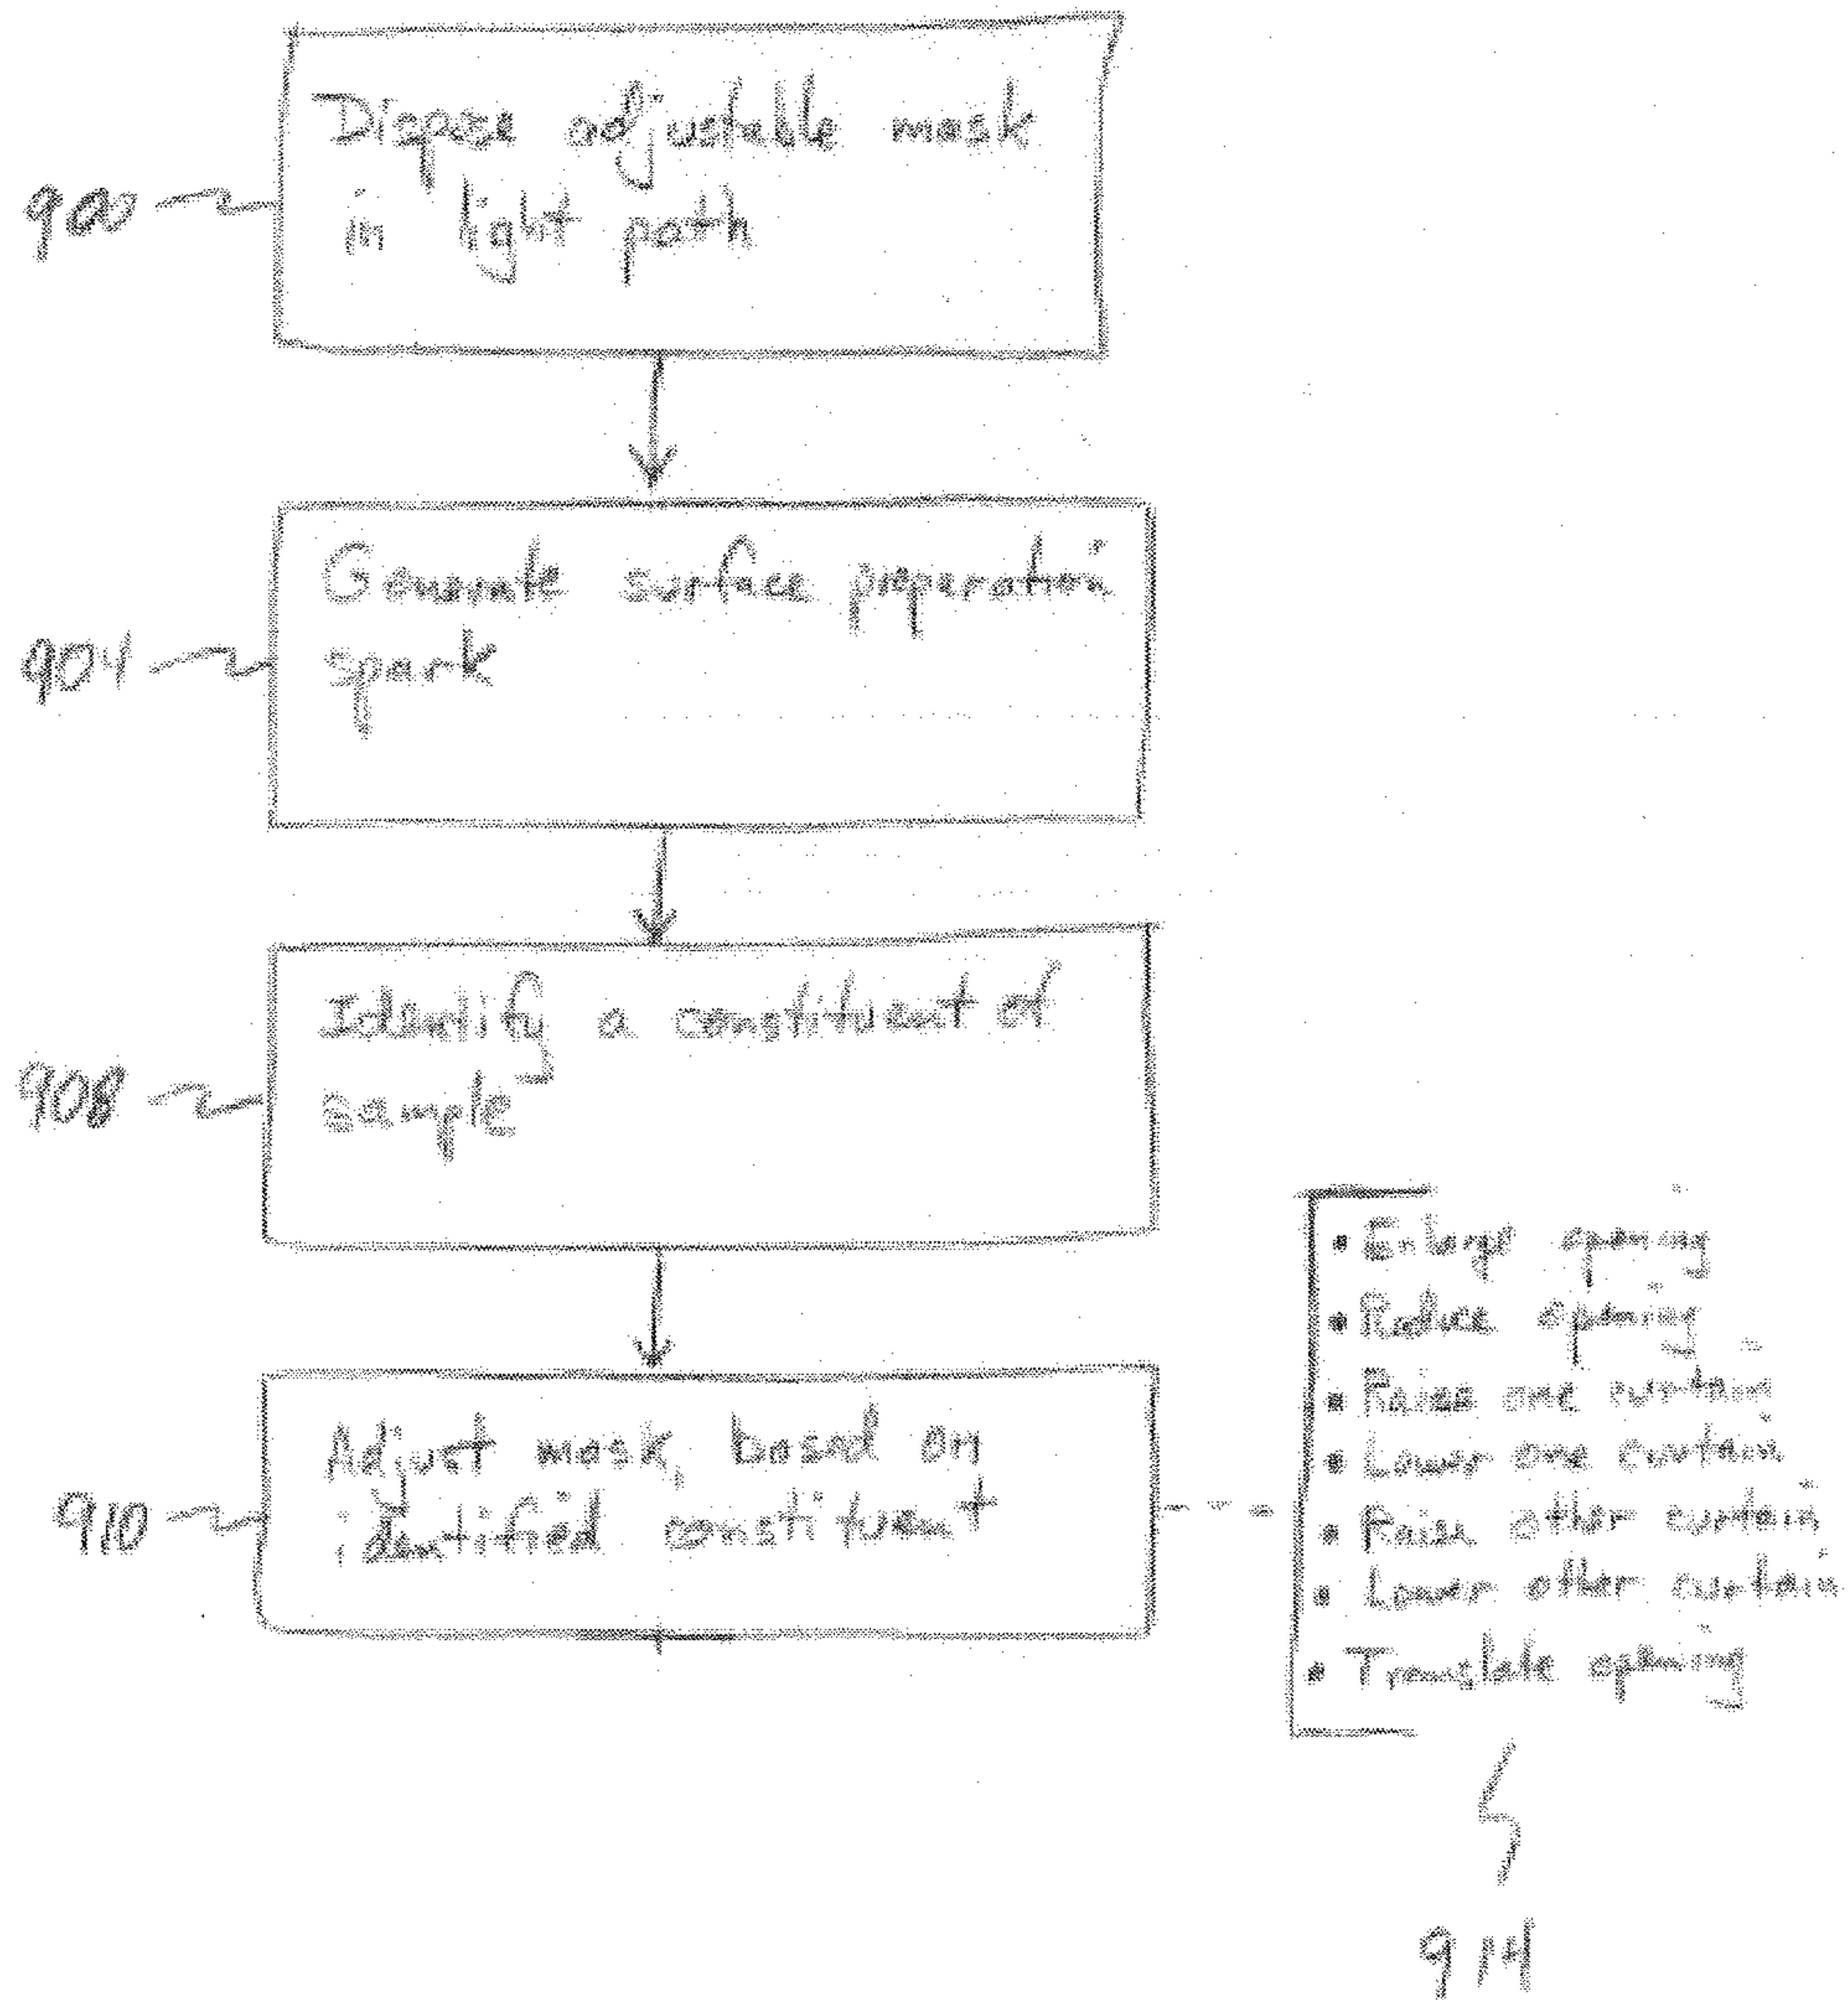 Dispose adjustable mask
in light path
900
Generate surface preparation
spark
904
Identify a constituent of
sample
908
Adjust mask, based on
identified constituent
910
• Enlarge opening
• Reduce opening
• Raise one curtain
• Lower one curtain
• Raise other curtain
• Lower other curtain
• Translate opening
914